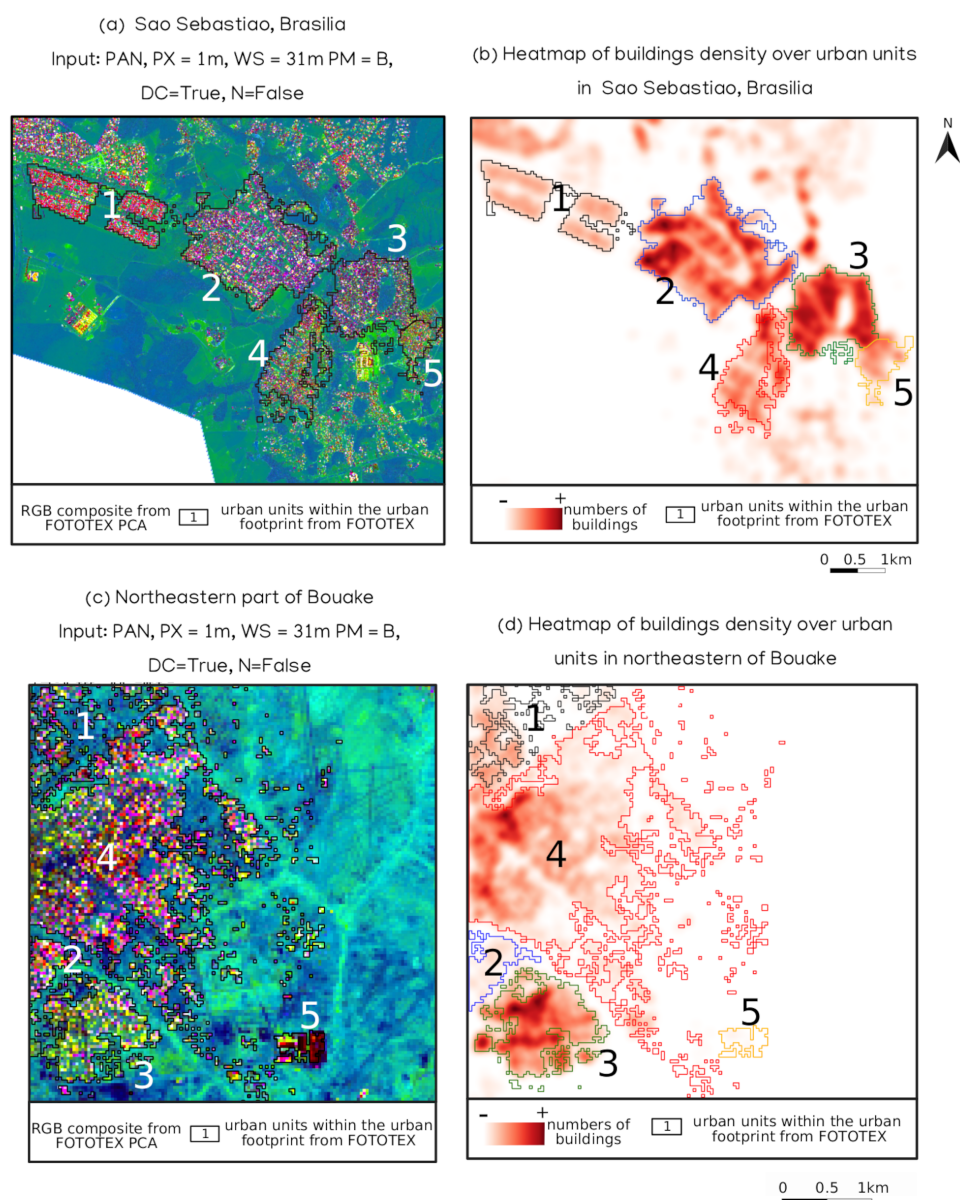 (a) Sao Sebastiao, Brasilia
Input: PAN, PX = 1m, WS = 31m PM = B,
DC=True, N=False
(b) Heatmap of buildings density over urban units
in Sao Sebastiao, Brasilia
N
1
2
3
4
5
1
2
3
4
5
RGB composite from
FOTOTEX PCA
1
urban units within the urban
footprint from FOTOTEX
- +
numbers of
buildings
1
urban units within the urban
footprint from FOTOTEX
0 0.5 1km
(c) Northeastern part of Bouake
Input: PAN, PX = 1m, WS = 31m PM = B,
DC=True, N=False
(d) Heatmap of buildings density over urban
units in northeastern of Bouake
1
4
2
5
3
1
4
2
5
3
RGB composite from
FOTOTEX PCA
1
urban units within the urban
footprint from FOTOTEX
- +
numbers of
buildings
1
urban units within the urban
footprint from FOTOTEX
0 0.5 1km